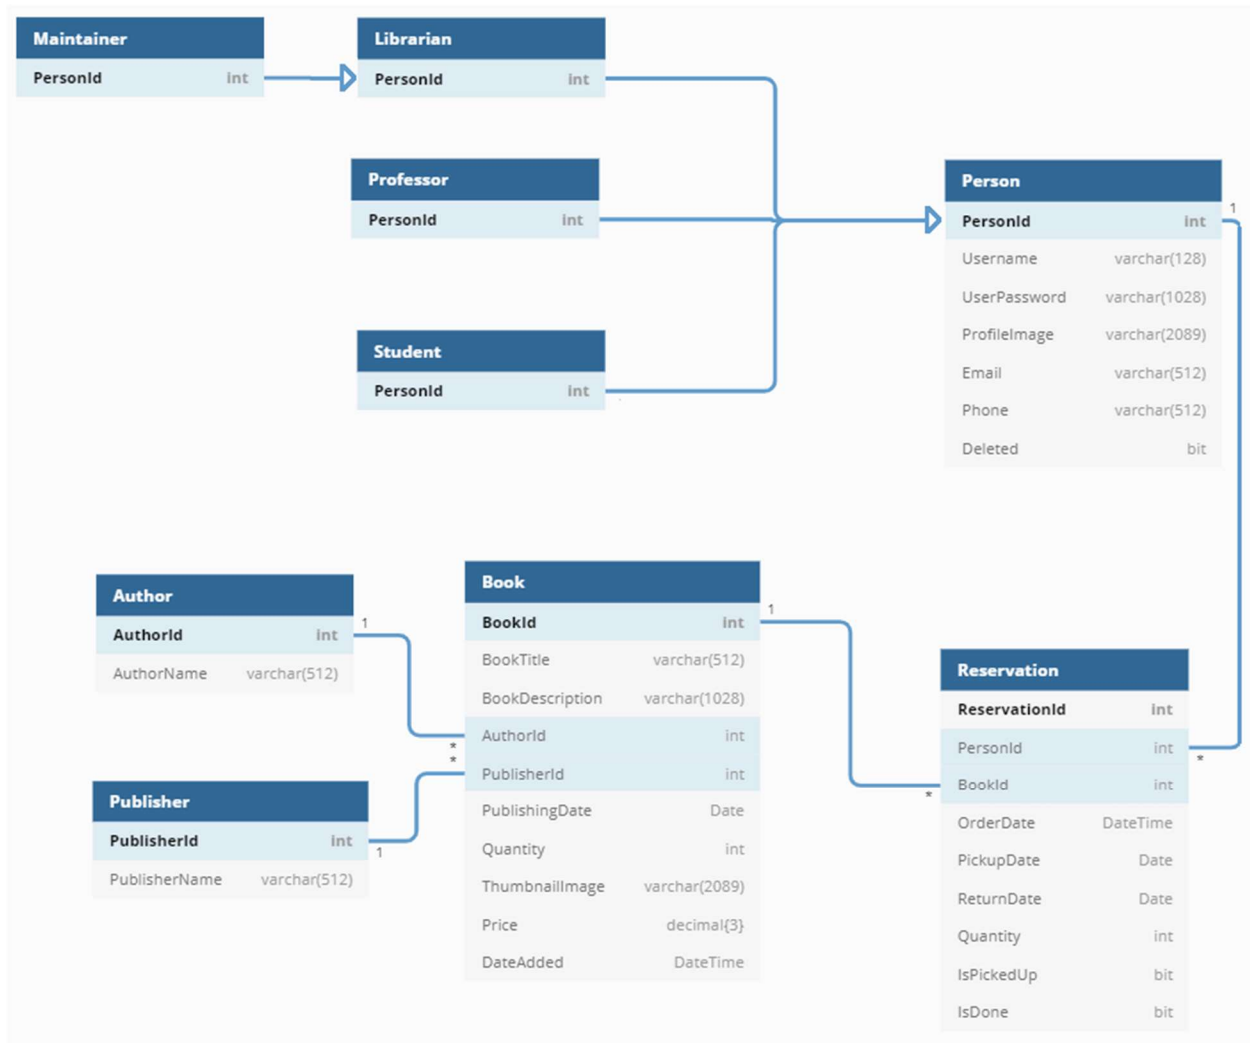 Maintainer
PersonId int
Librarian
PersonId int
Professor
PersonId int
Student
PersonId int
Person
PersonId int
1
Username varchar(128)
UserPassword varchar(1028)
ProfileImage varchar(2089)
Email varchar(512)
Phone varchar(512)
Deleted bit
Author
AuthorId int
1
AuthorName varchar(512)
Publisher
PublisherId int
1
PublisherName varchar(512)
Book
BookId int
1
BookTitle varchar(512)
BookDescription varchar(1028)
AuthorId int
*
*
PublisherId int
PublishingDate Date
Quantity int
ThumbnailImage varchar(2089)
Price decimal{3}
DateAdded DateTime
Reservation
ReservationId int
PersonId int
*
BookId int
*
OrderDate DateTime
PickupDate Date
ReturnDate Date
Quantity int
IsPickedUp bit
IsDone bit